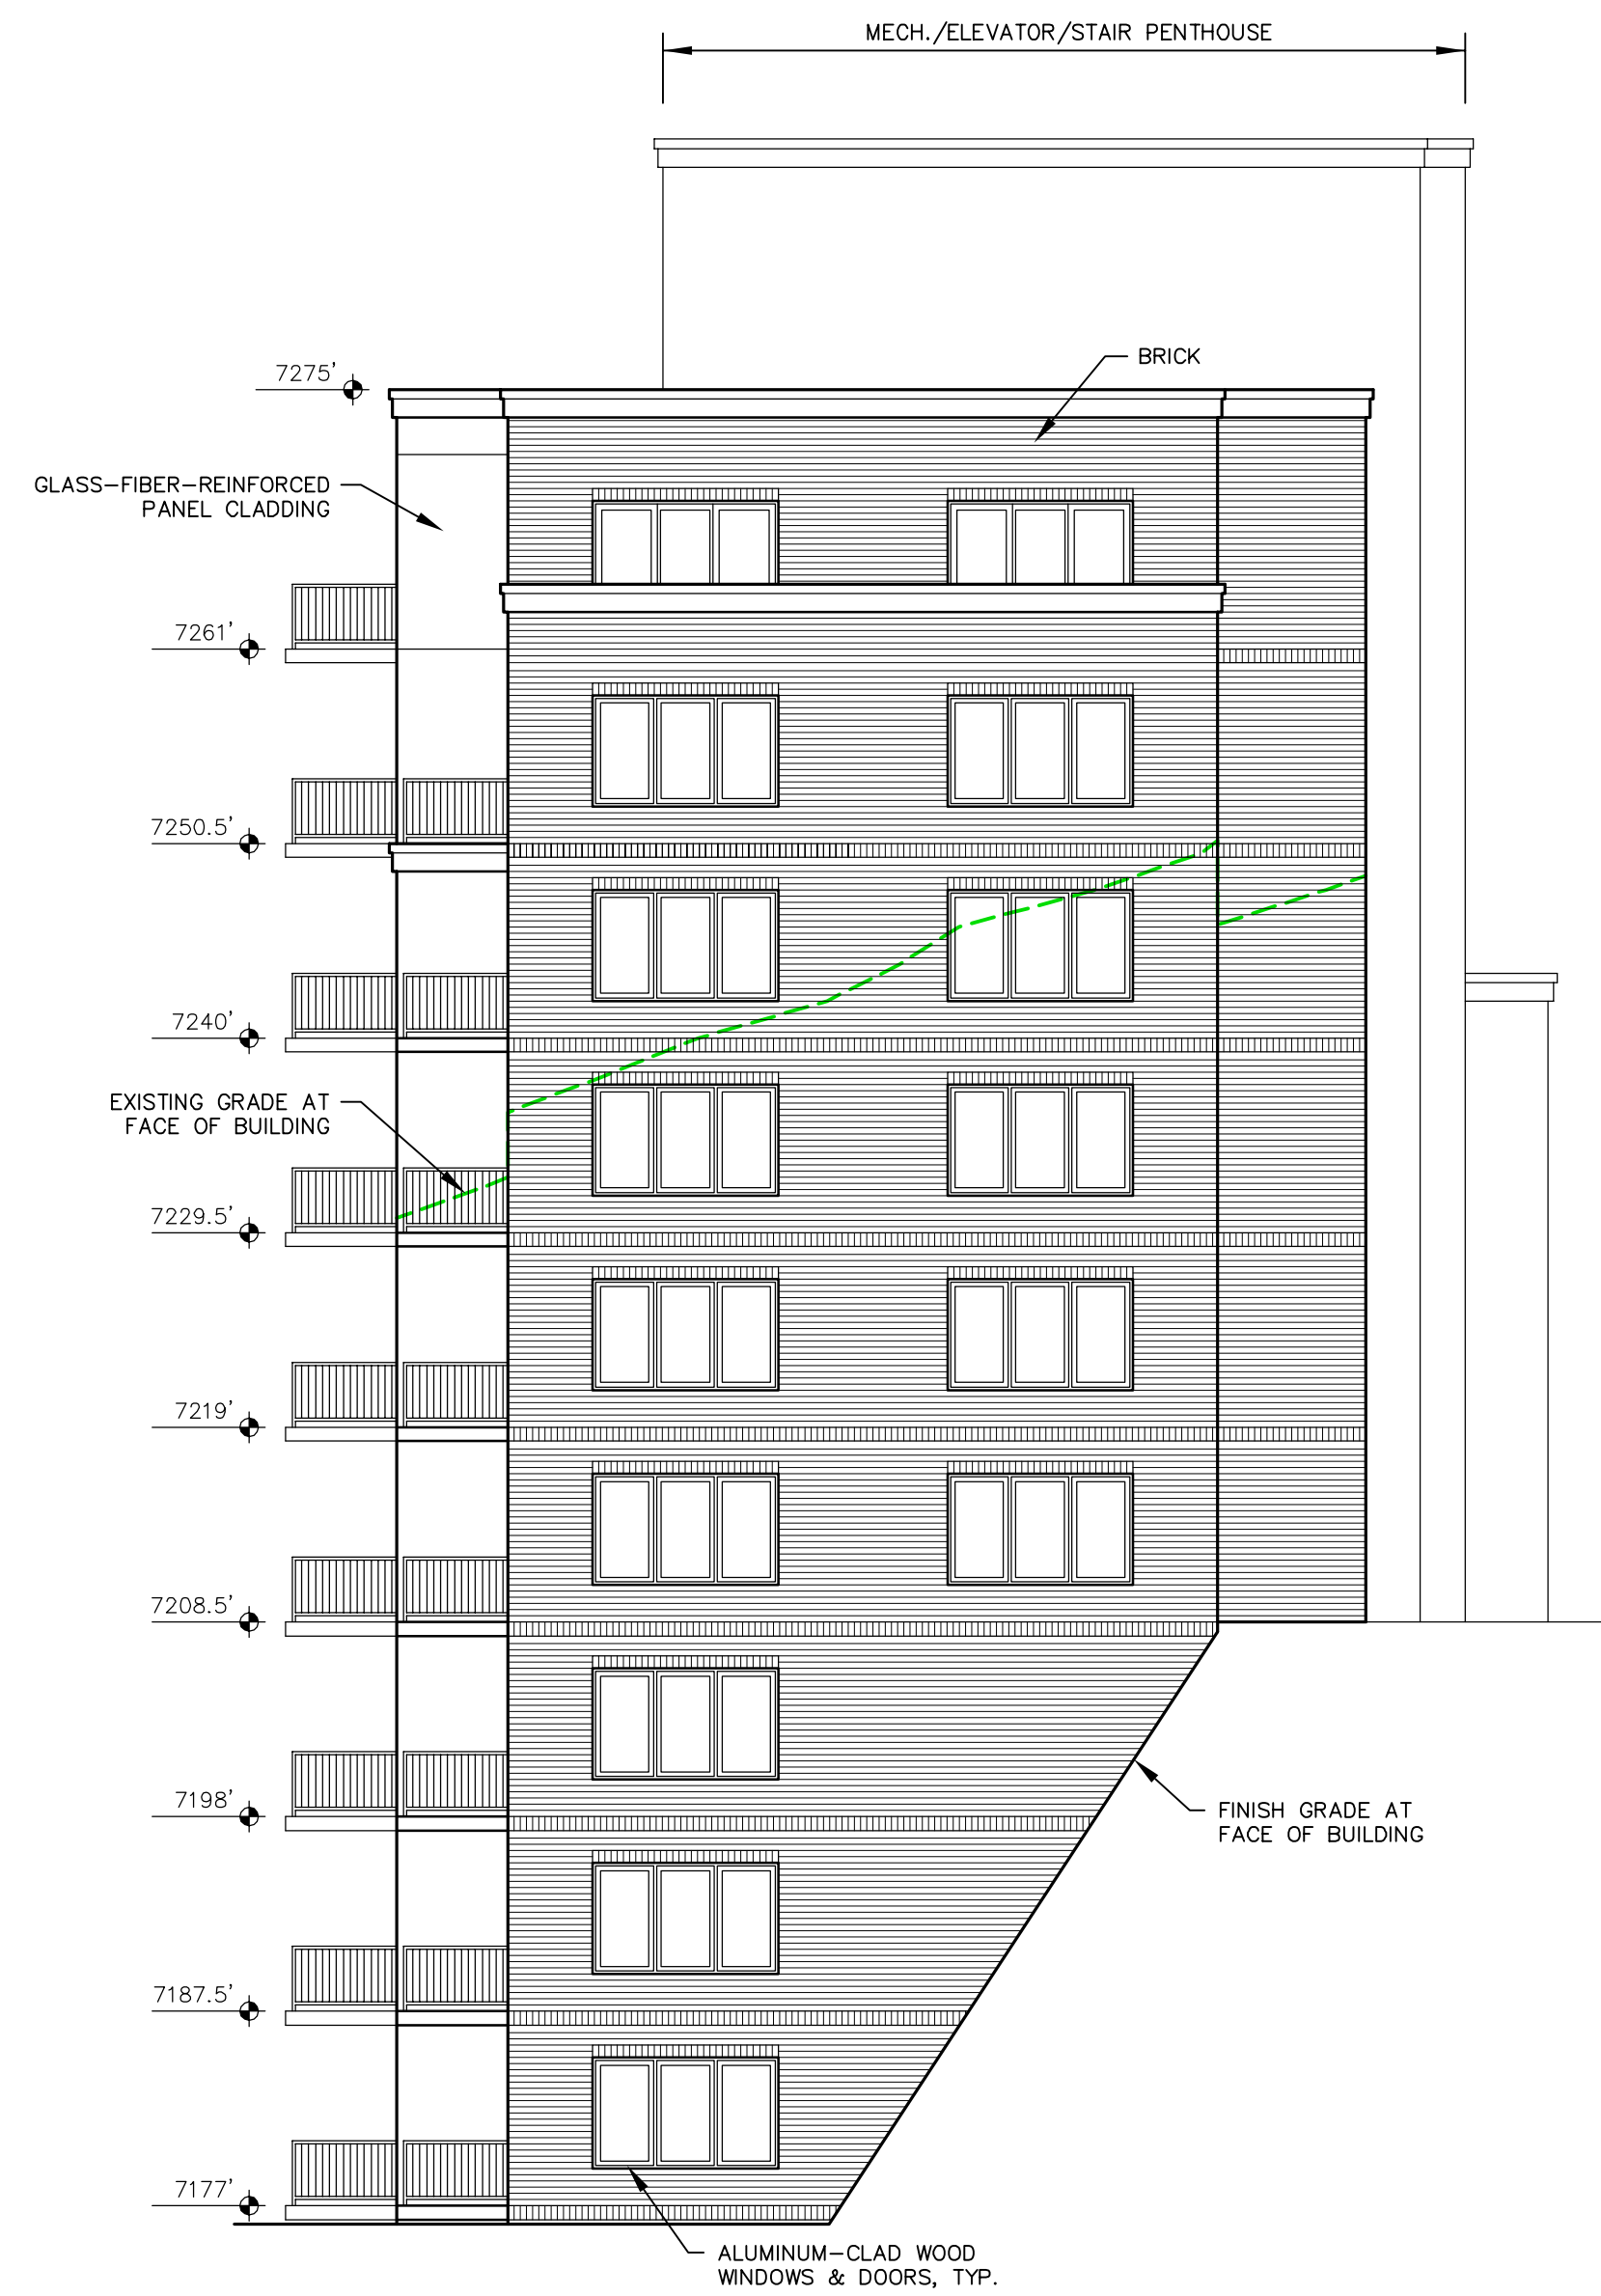 MECH./ELEVATOR/STAIR PENTHOUSE
BRICK
7275'
GLASS-FIBER-REINFORCED
PANEL CLADDING
7261'
7250.5'
7240'
EXISTING GRADE AT
FACE OF BUILDING
7229.5'
7219'
7208.5'
7198'
FINISH GRADE AT
FACE OF BUILDING
7187.5'
7177'
ALUMINUM-CLAD WOOD
WINDOWS & DOORS, TYP.